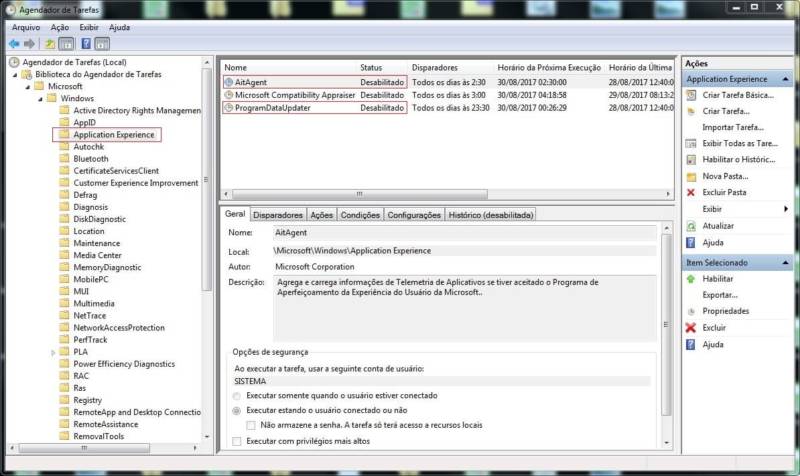 Agendador de Tarefas
Arquivo Ação Exibir Ajuda
Agendador de Tarefas (Local)
Biblioteca do Agendador de Tarefas
Microsoft
Windows
Active Directory Rights Managemen
AppID
Application Experience
Autochk
Bluetooth
CertificateServicesClient
Customer Experience Improvement
Defrag
Diagnosis
DiskDiagnostic
Location
Maintenance
Media Center
MemoryDiagnostic
MobilePC
MUI
Multimedia
NetTrace
NetworkAccessProtection
PerfTrack
PLA
Power Efficiency Diagnostics
RAC
Ras
Registry
RemoteApp and Desktop Connectio
RemoteAssistance
RemovalTools
Nome Status Disparadores Horário da Próxima Execução Horário da Última
AitAgent Desabilitado Todos os dias às 2:30 30/08/2017 02:30:00 28/08/2017 12:40:0
Microsoft Compatibility Appraiser Desabilitado Todos os dias às 3:00 30/08/2017 04:18:58 29/08/2017 08:13:2
ProgramDataUpdater Desabilitado Todos os dias às 23:30 30/08/2017 00:26:29 28/08/2017 12:40:0
Geral Disparadores Ações Condições Configurações Histórico (desabilitada)
Nome: AitAgent
Local: \Microsoft\Windows\Application Experience
Autor: Microsoft Corporation
Descrição: Agrega e carrega informações de Telemetria de Aplicativos se tiver aceitado o Programa de
Aperfeiçoamento da Experiência do Usuário da Microsoft..
Opções de segurança
Ao executar a tarefa, usar a seguinte conta de usuário:
SISTEMA
Executar somente quando o usuário estiver conectado
Executar estando o usuário conectado ou não
Não armazene a senha. A tarefa só terá acesso a recursos locais
Executar com privilégios mais altos
Ações
Application Experience
Criar Tarefa Básica...
Criar Tarefa...
Importar Tarefa...
Exibir Todas as Tare...
Habilitar o Históric...
Nova Pasta...
Excluir Pasta
Exibir
Atualizar
Ajuda
Item Selecionado
Habilitar
Exportar...
Propriedades
Excluir
Ajuda